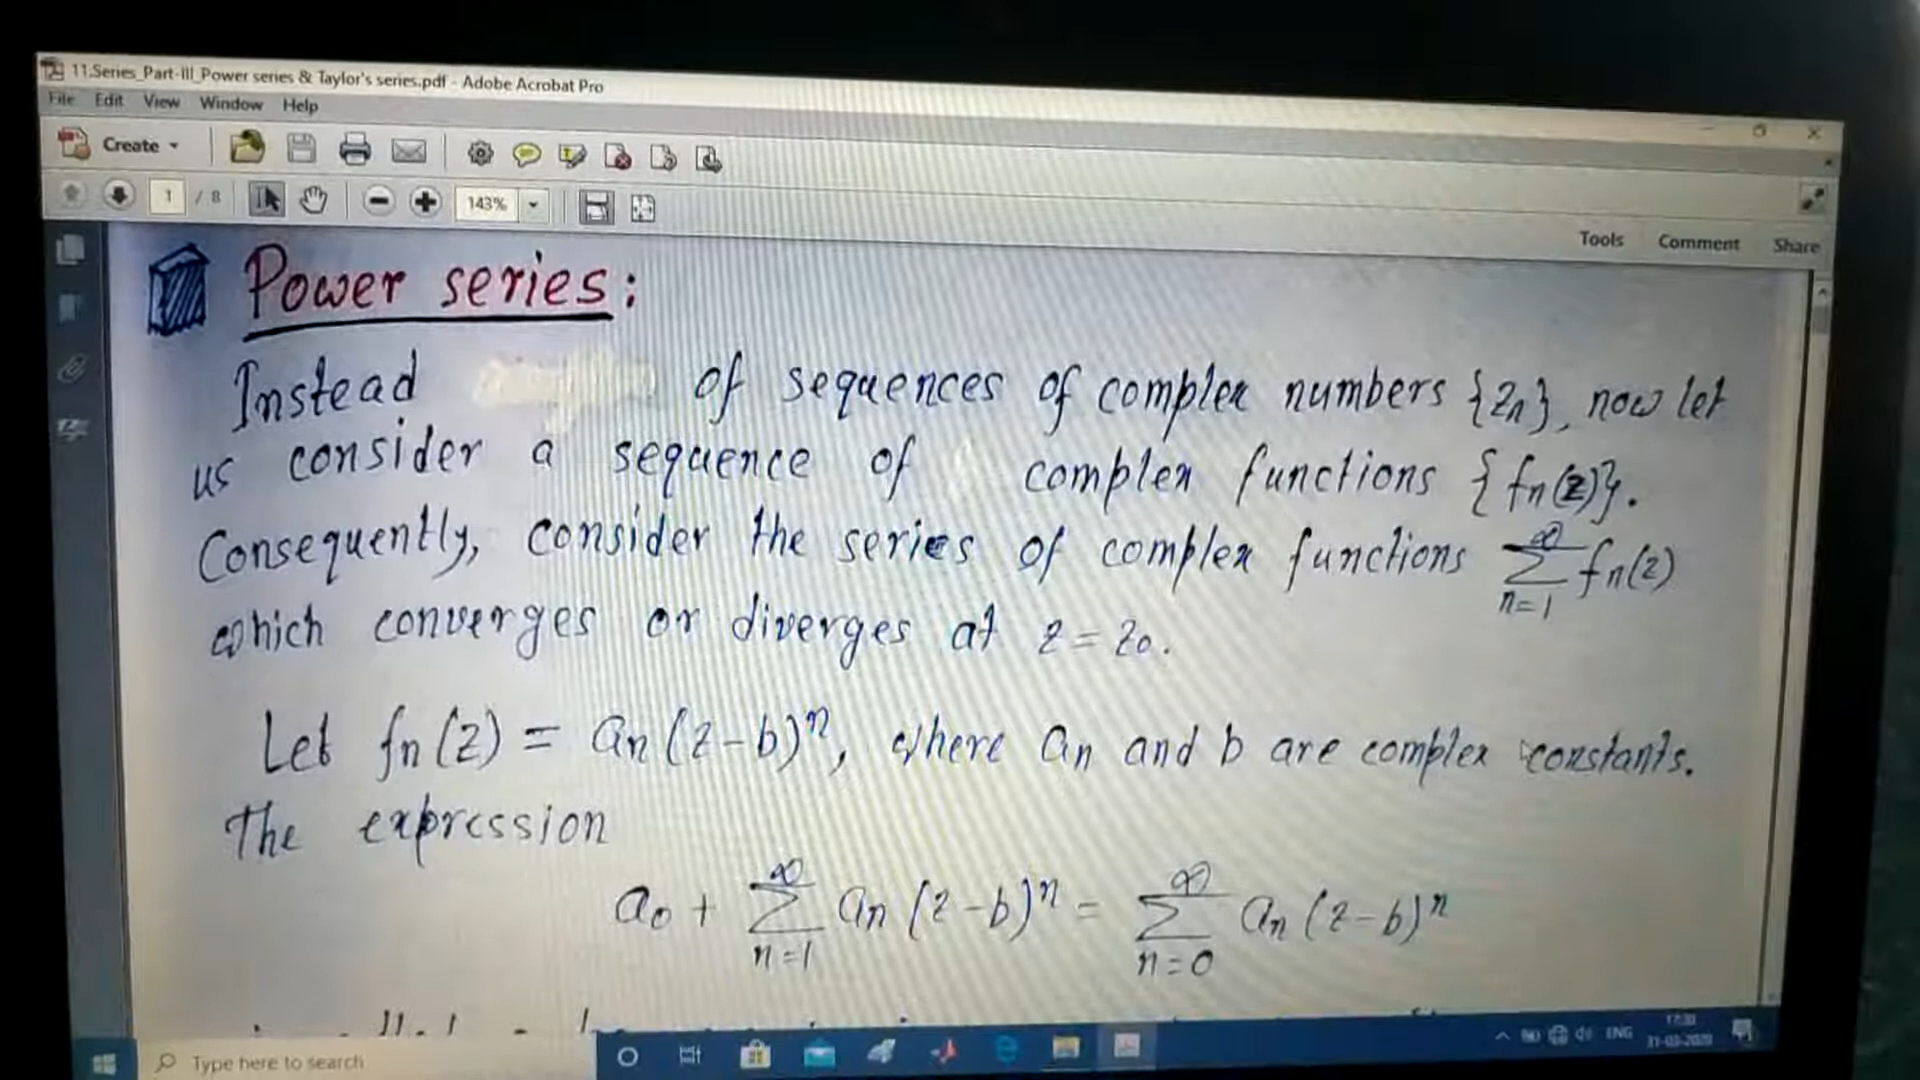 11.Series_Part-III_Power series & Taylor's series.pdf - Adobe Acrobat Pro
File Edit View Window Help
Create
1 / 8 143%
Tools Comment Share
Power series:
Instead of sequences of complex numbers {zn}, now let
us consider a sequence of complex functions {fn(z)}.
Consequently, consider the series of complex functions ∞∑n=1 fn(z)
which converges or diverges at z = z0.
Let fn(z) = an(z-b)^n, where an and b are complex constants.
The expression
a0 + ∞∑n=1 an (z-b)^n = ∞∑n=0 an (z-b)^n
Type here to search
ENG
31-03-2020